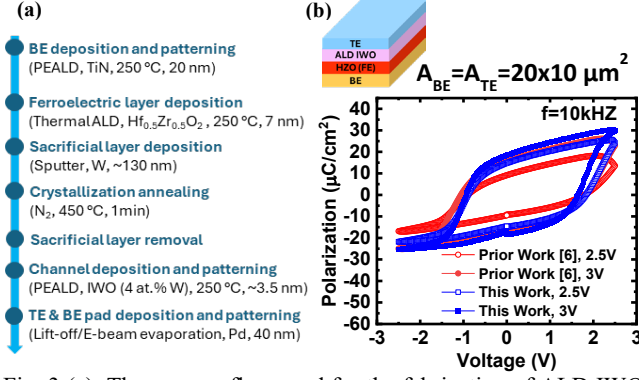 (a)
BE deposition and patterning
(PEALD, TiN, 250 °C, 20 nm)
Ferroelectric layer deposition
(Thermal ALD, Hf0.5Zr0.5O2 , 250 °C, 7 nm)
Sacrificial layer deposition
(Sputter, W, ~130 nm)
Crystallization annealing
(N2, 450 °C, 1min)
Sacrificial layer removal
Channel deposition and patterning
(PEALD, IWO (4 at.% W), 250 °C, ~3.5 nm)
TE & BE pad deposition and patterning
(Lift-off/E-beam evaporation, Pd, 40 nm)
(b)
TE
ALD IWO
HZO (FE)
BE
ABE=ATE=20x10 μm2
f=10kHZ
Polarization (μC/cm2)
40
30
20
10
0
-10
-20
-30
-40
-50
-60
Prior Work [6], 2.5V
Prior Work [6], 3V
This Work, 2.5V
This Work, 3V
-3 -2 -1 0 1 2 3
Voltage (V)